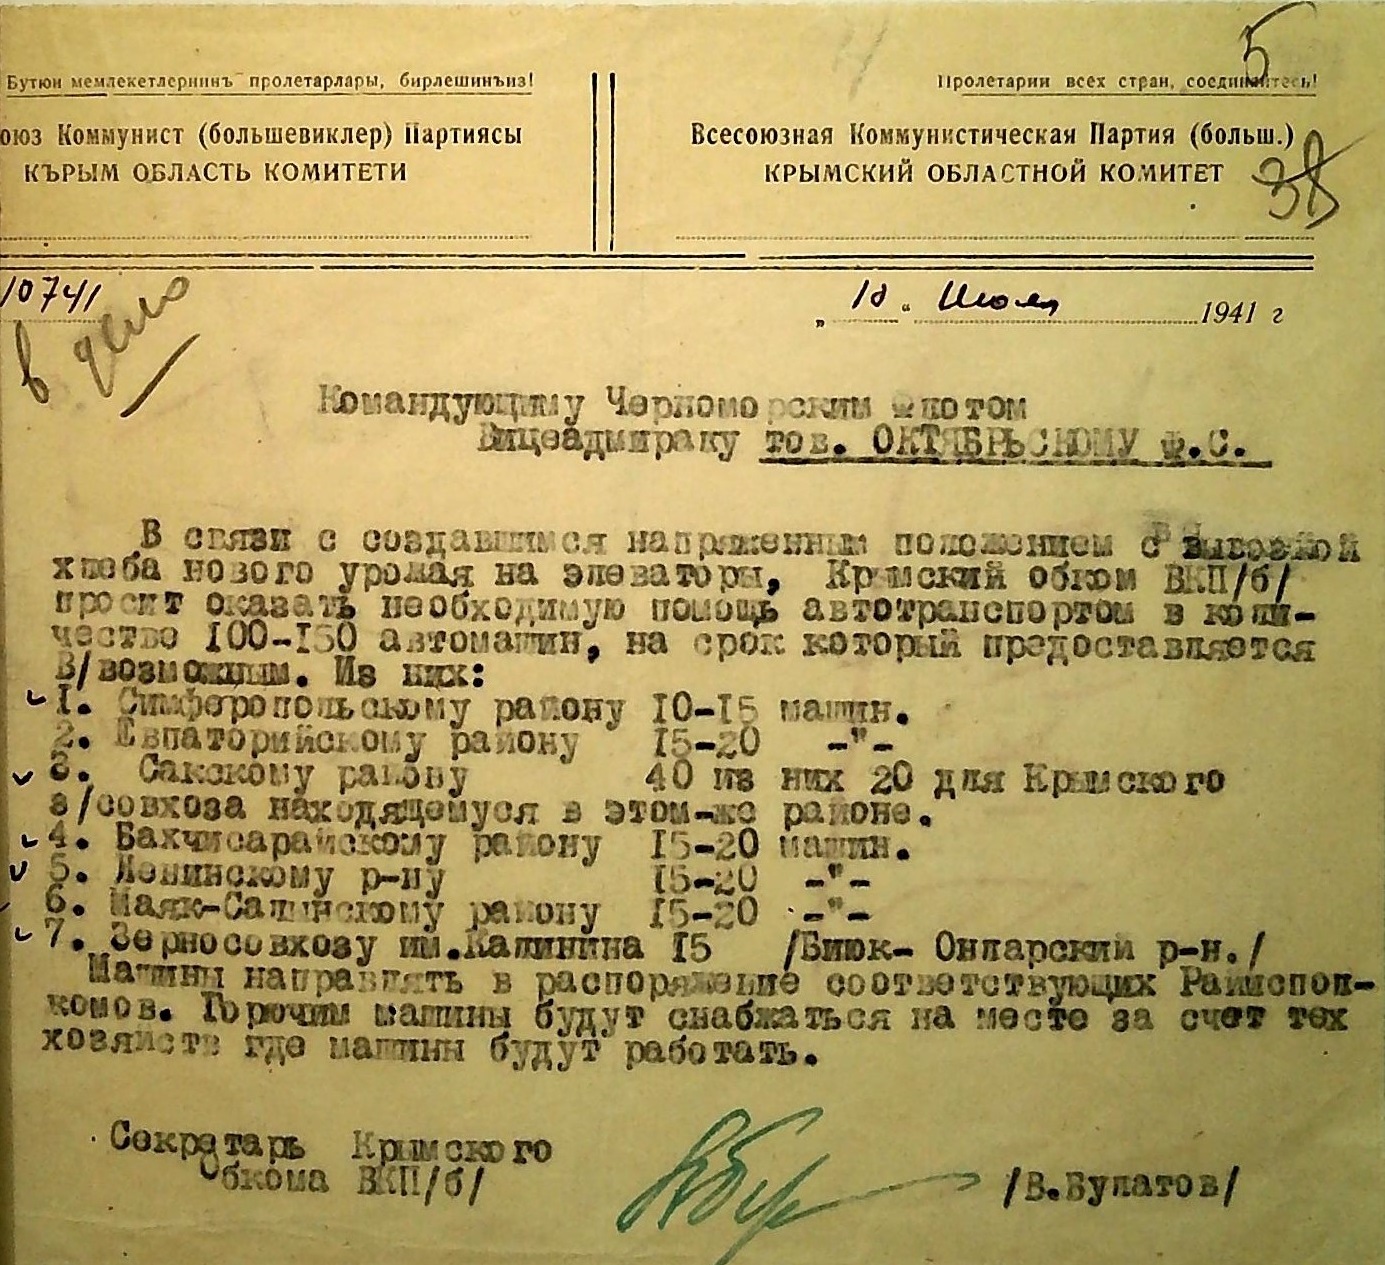 5
Бутюн мемлекетлернинъ пролетарлары, бирлешинъиз!
Пролетарии всех стран, соединяйтесь!
оюз Коммунист (большевиклер) Партиясы
Всесоюзная Коммунистическая Партия (больш.)
КЪРЫМ ОБЛАСТЬ КОМИТЕТИ
КРЫМСКИЙ ОБЛАСТНОЙ КОМИТЕТ
38
10741
в дело
„ 10 “ Июля 1941 г
Командующиму Черноморским Флотом
Вицеадмиралу тов. ОКТЯБРЬСКОМУ Ф.С.
В связи с создавшимся напряженным положением с вывозкой
хлеба нового урожая на элеваторы, Крымский обком ВКП/б/
просит оказать необходимую помощь автотранспортом в коли-
честве 100-150 автомашин, на срок который предоставляется
В/возможным. Из них:
1. Симферопольскому району 10-15 машин.
2. Евпаторийскому району 15-20 -"-
3. Сакскому району 40 из них 20 для Крымского
з/совхоза находящемуся в этом-же районе.
4. Бахчисарайскому району 15-20 машин.
5. Ленинскому р-ну 15-20 -"-
6. Маяк-Салынскому району 15-20 -"-
7. Зерносовхозу им.Калинина 15 /Биюк- Онларский р-н./
Машины направлять в распоряжение соответствующих Райиспол-
комов. Горючим машины будут снабжаться на месте за счет тех
хозяйств где машины будут работать.
Секретарь Крымского
Обкома ВКП/б/
/В.Булатов/